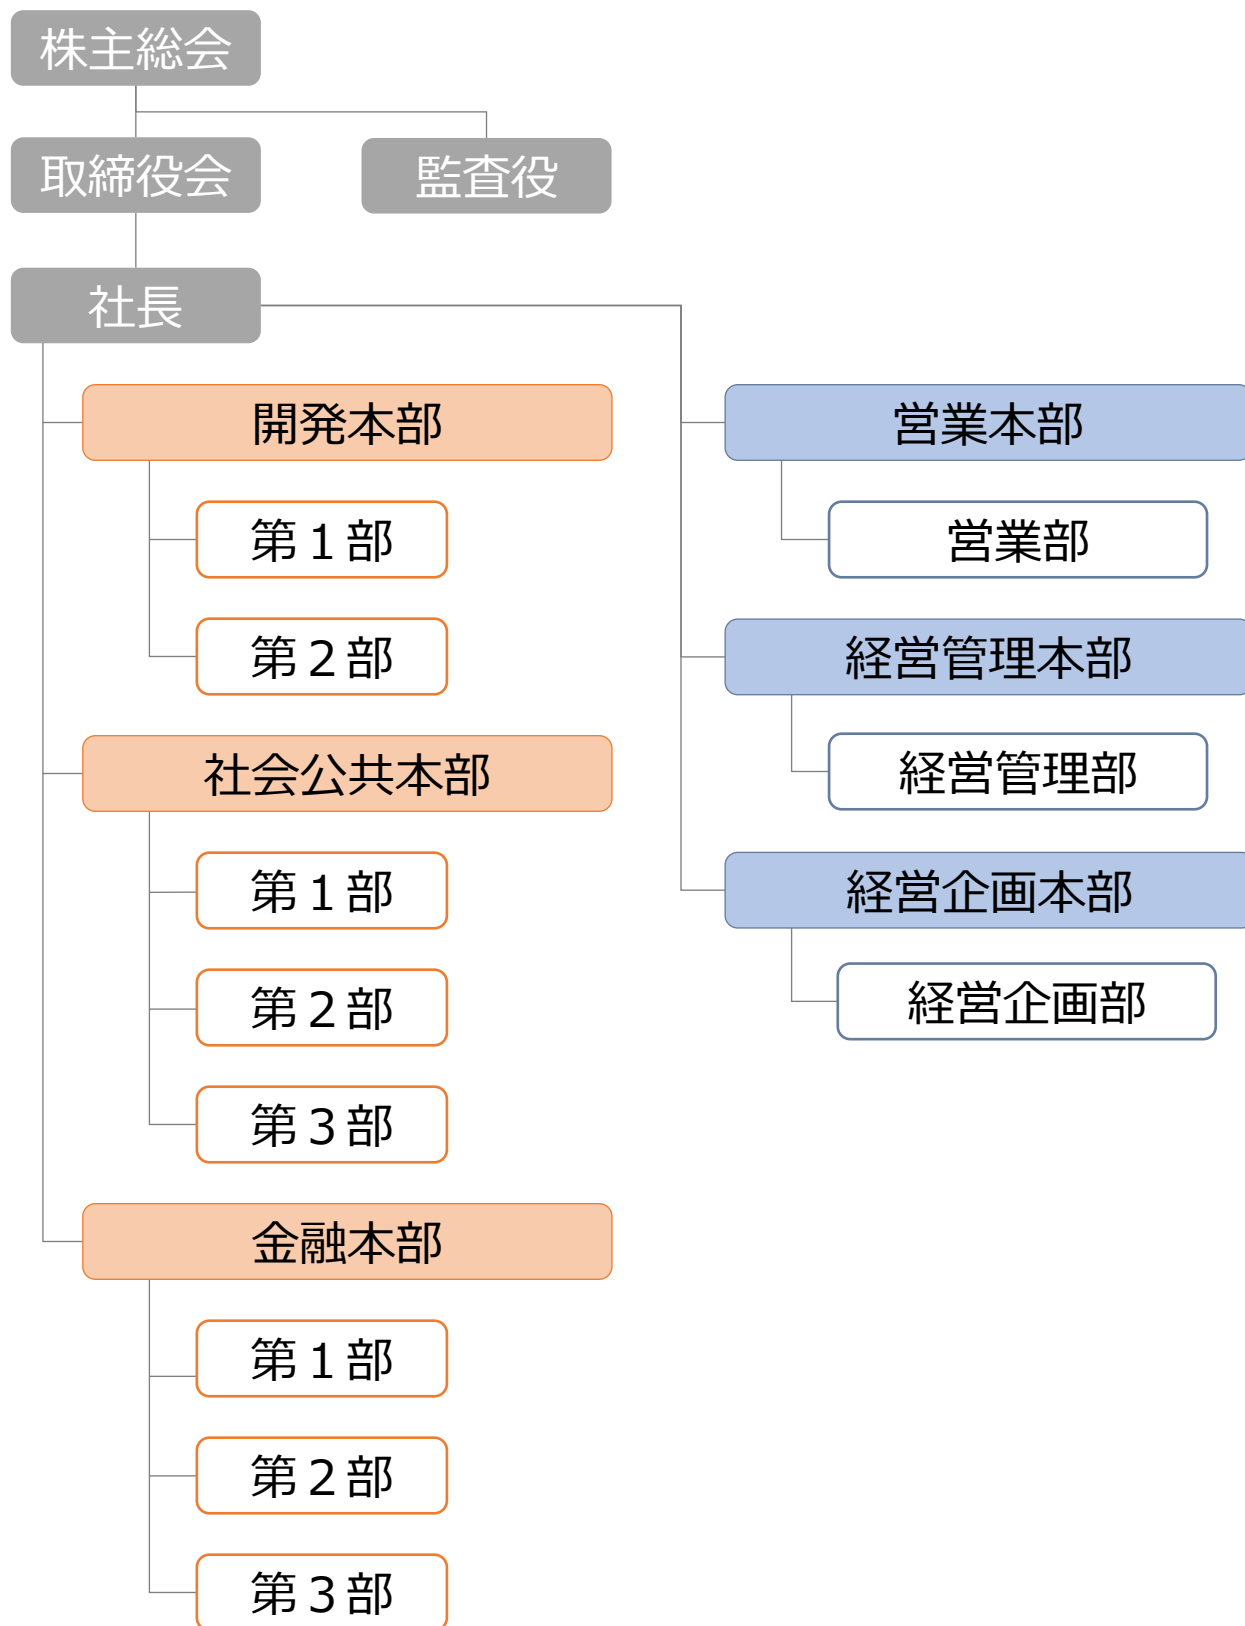 株主総会
取締役会
監査役
社長
開発本部
第１部
第２部
社会公共本部
第１部
第２部
第３部
金融本部
第１部
第２部
第３部
営業本部
営業部
経営管理本部
経営管理部
経営企画本部
経営企画部